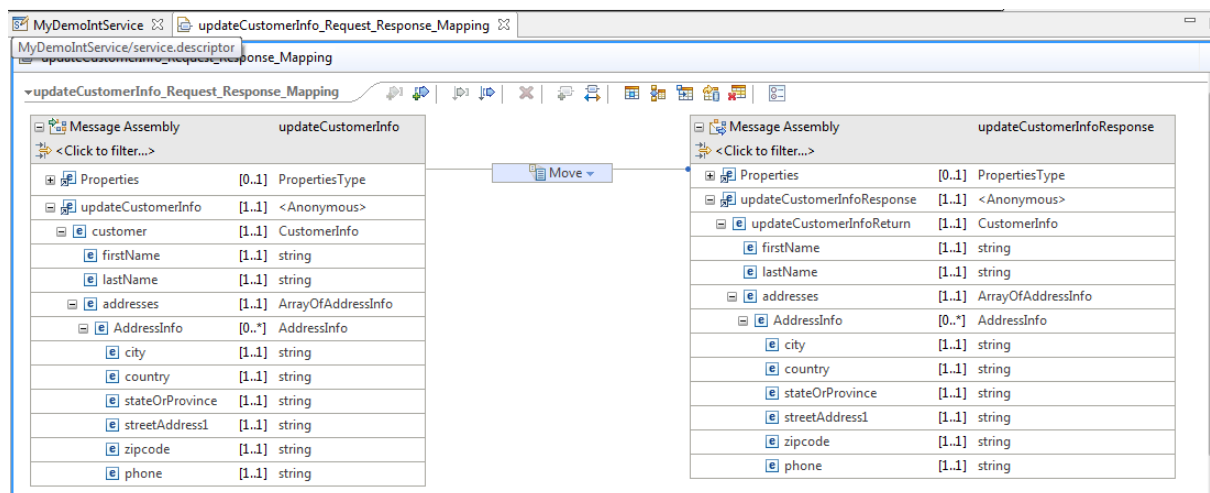 MyDemoIntService updateCustomerInfo_Request_Response_Mapping
MyDemoIntService/service.descriptor
updateCustomerInfo_Request_Response_Mapping
updateCustomerInfo_Request_Response_Mapping
Message Assembly updateCustomerInfo
<Click to filter...>
Properties [0..1] PropertiesType
updateCustomerInfo [1..1] <Anonymous>
e customer [1..1] CustomerInfo
e firstName [1..1] string
e lastName [1..1] string
e addresses [1..1] ArrayOfAddressInfo
e AddressInfo [0..*] AddressInfo
e city [1..1] string
e country [1..1] string
e stateOrProvince [1..1] string
e streetAddress1 [1..1] string
e zipcode [1..1] string
e phone [1..1] string
Move
Message Assembly updateCustomerInfoResponse
<Click to filter...>
Properties [0..1] PropertiesType
updateCustomerInfoResponse [1..1] <Anonymous>
e updateCustomerInfoReturn [1..1] CustomerInfo
e firstName [1..1] string
e lastName [1..1] string
e addresses [1..1] ArrayOfAddressInfo
e AddressInfo [0..*] AddressInfo
e city [1..1] string
e country [1..1] string
e stateOrProvince [1..1] string
e streetAddress1 [1..1] string
e zipcode [1..1] string
e phone [1..1] string